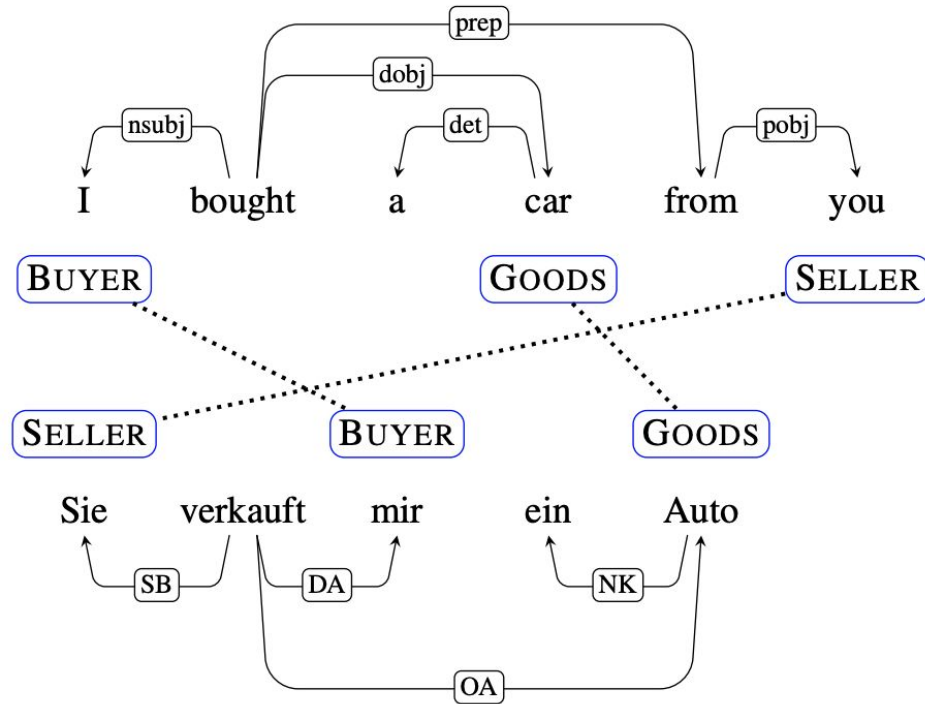 prep
dobj
nsubj det pobj
I bought a car from you
BUYER GOODS SELLER
SELLER BUYER GOODS
Sie verkauft mir ein Auto
SB DA NK
OA